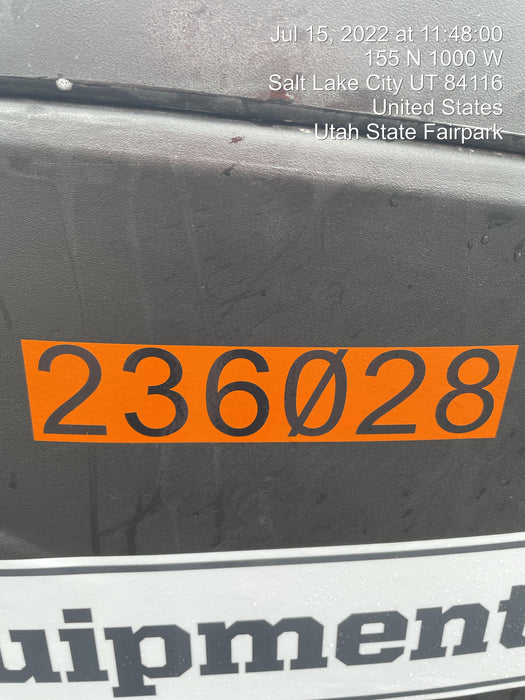 Jul 15, 2022 at 11:48:00
155 N 1000 W
Salt Lake City UT 84116
United States
Utah State Fairpark
236Ø28
uipment